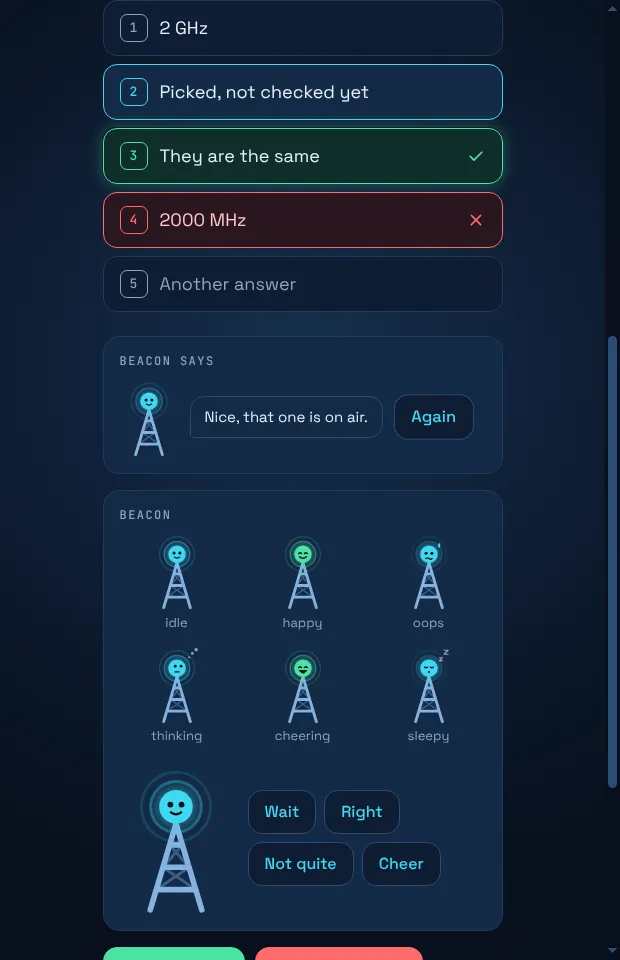 1 2 GHz
2 Picked, not checked yet
3 They are the same
4 2000 MHz
5 Another answer
BEACON SAYS
Nice, that one is on air. Again
BEACON
idle happy oops
z
z
thinking cheering sleepy
Wait Right
Not quite Cheer